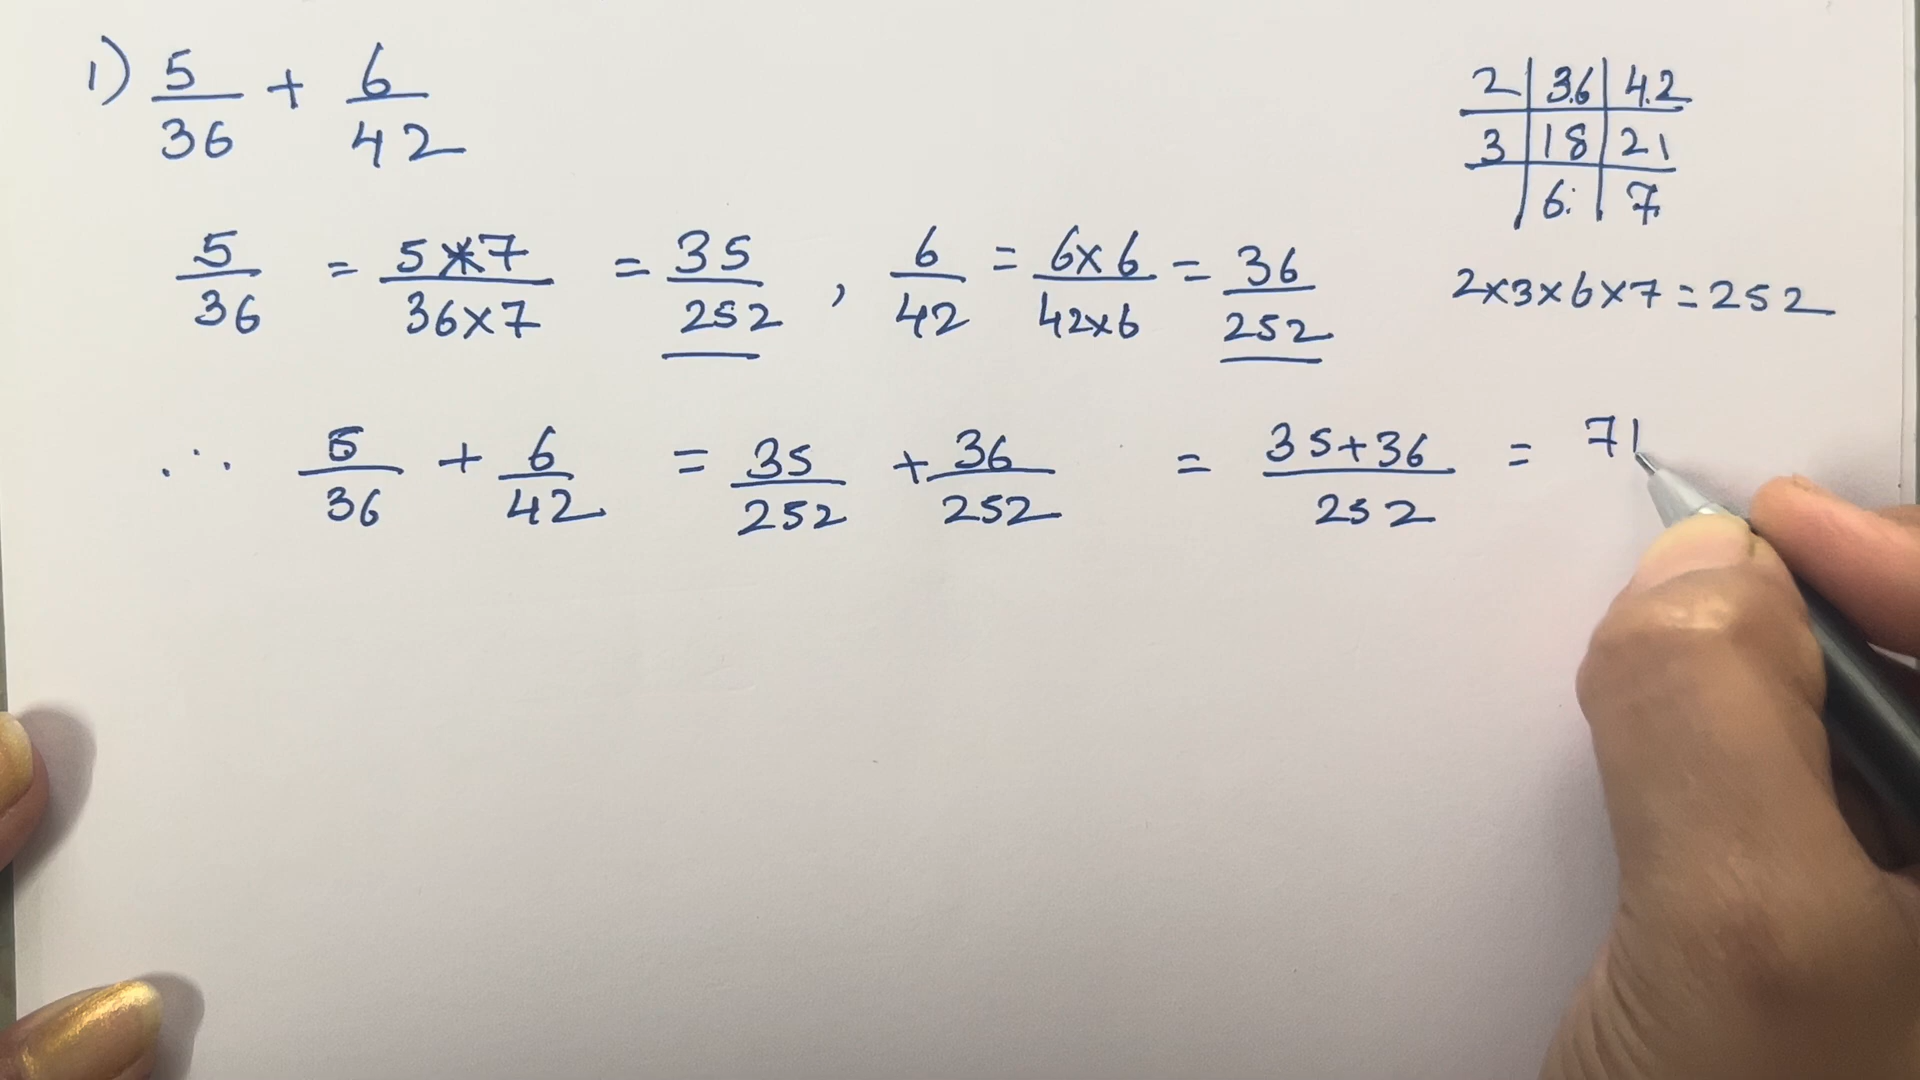 1) 5/36 + 6/42
2 | 36 | 42
3 | 18 | 21
| 6 | 7
5/36 = 5×7/36×7 = 35/252 , 6/42 = 6×6/42×6 = 36/252
2×3×6×7=252
∴ 5/36 + 6/42 = 35/252 + 36/252 = 35+36/252 = 71